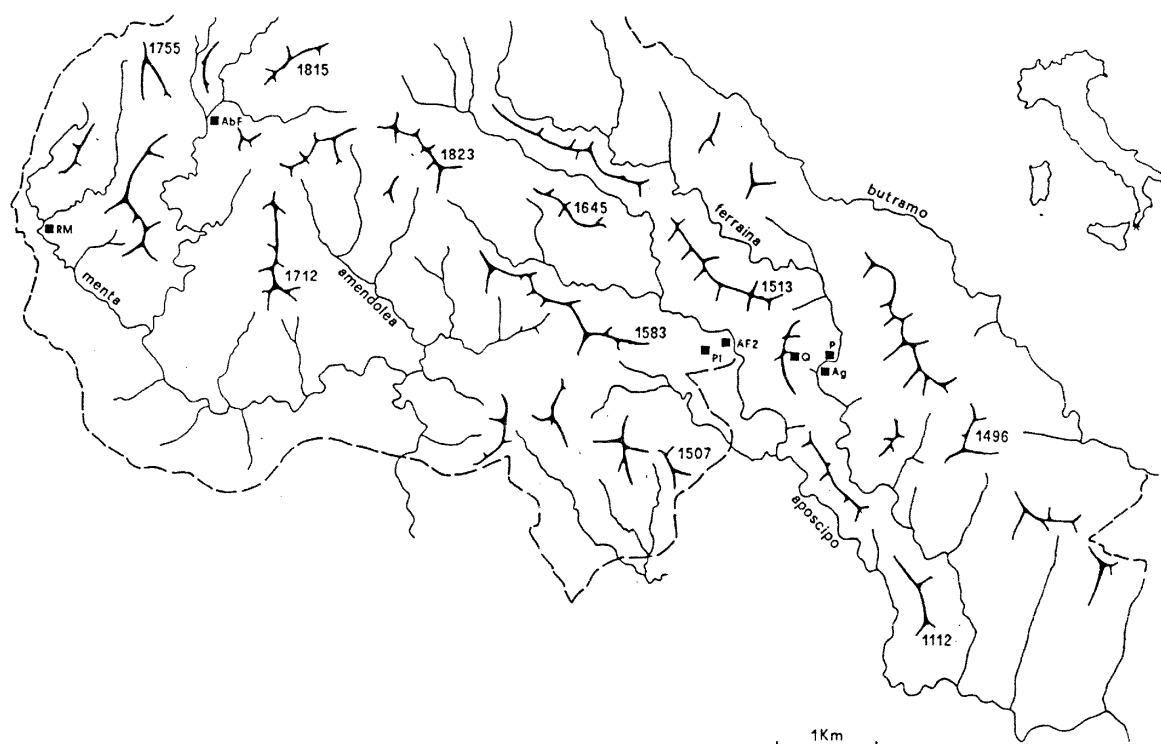 1755
1815
AbF
1823
1645
butramo
ferraina
RM
menta
1712
amendolea
1513
1583
AF2
PI
Q
P
Ag
1496
1507
aposcipo
1112
1Km